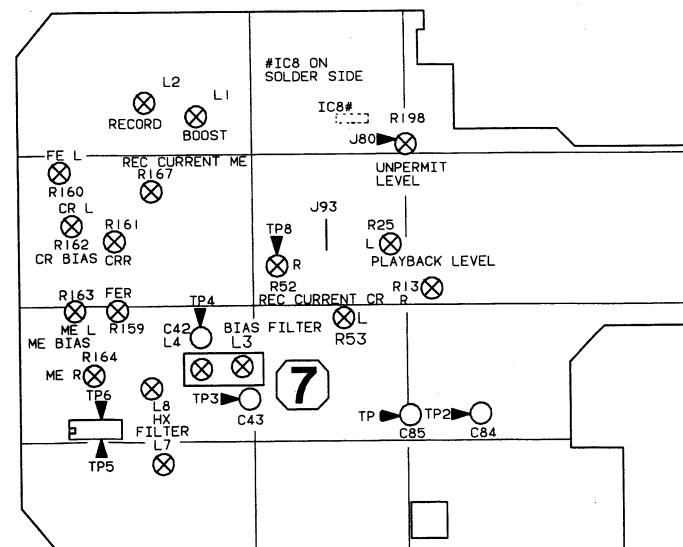 #IC8 ON
SOLDER SIDE
L2
L1
IC8#
R198
RECORD
BOOST
J80
FE L
REC CURRENT ME
UNPERMIT
LEVEL
R160
R167
CR L
J93
R162
R161
TP8
R25
L
CR BIAS
CRR
R
PLAYBACK LEVEL
R52
R13
R163
FER
TP4
REC CURRENT CR
R
ME L
R159
C42
BIAS FILTER
L
ME BIAS
L4
L3
R53
R164
ME R
7
TP6
L8
TP3
C43
HX
FILTER
TP
TP2
C85
C84
L7
TP5